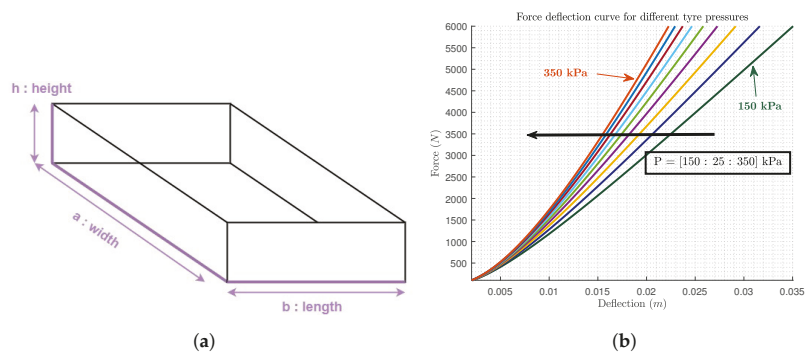 h : height
a : width
b : length
(a)
Force deflection curve for different tyre pressures
Force (N)
6000
5500
5000
4500
4000
3500
3000
2500
2000
1500
1000
500
350 kPa
150 kPa
P = [150 : 25 : 350] kPa
0.005
0.01
0.015
0.02
0.025
0.03
0.035
Deflection (m)
(b)